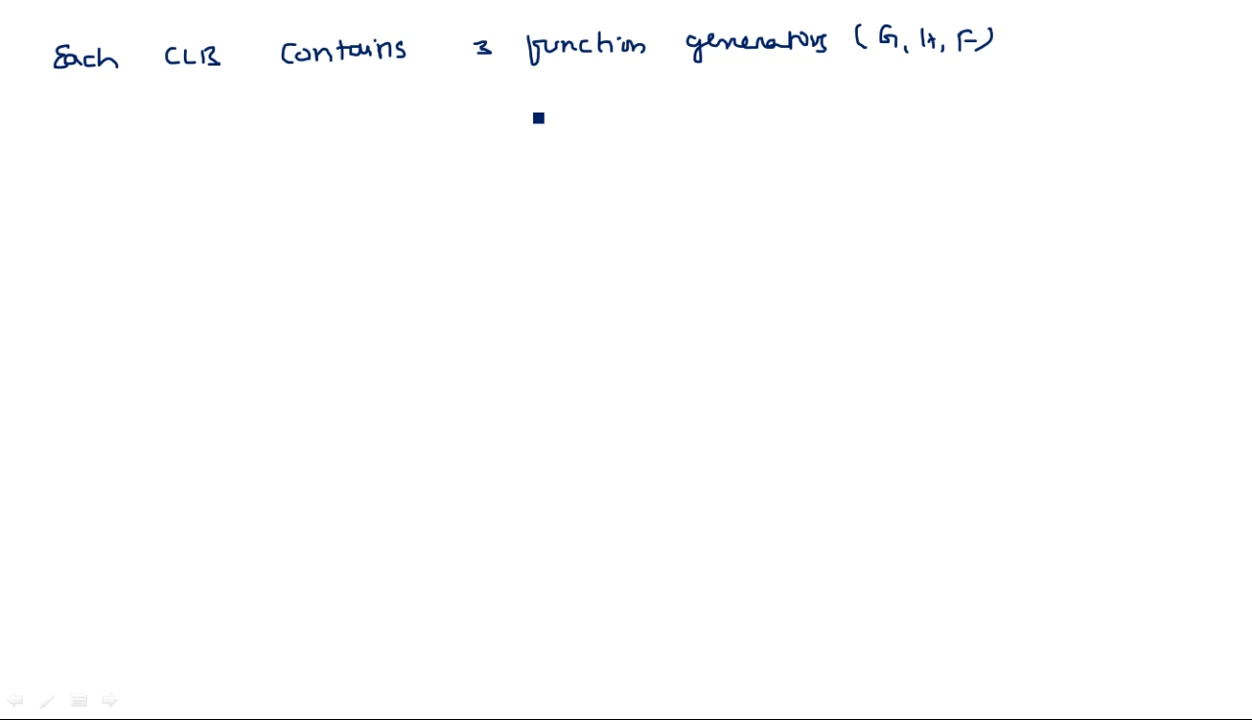 Each CLB contains 3 function generators (G, H, F)